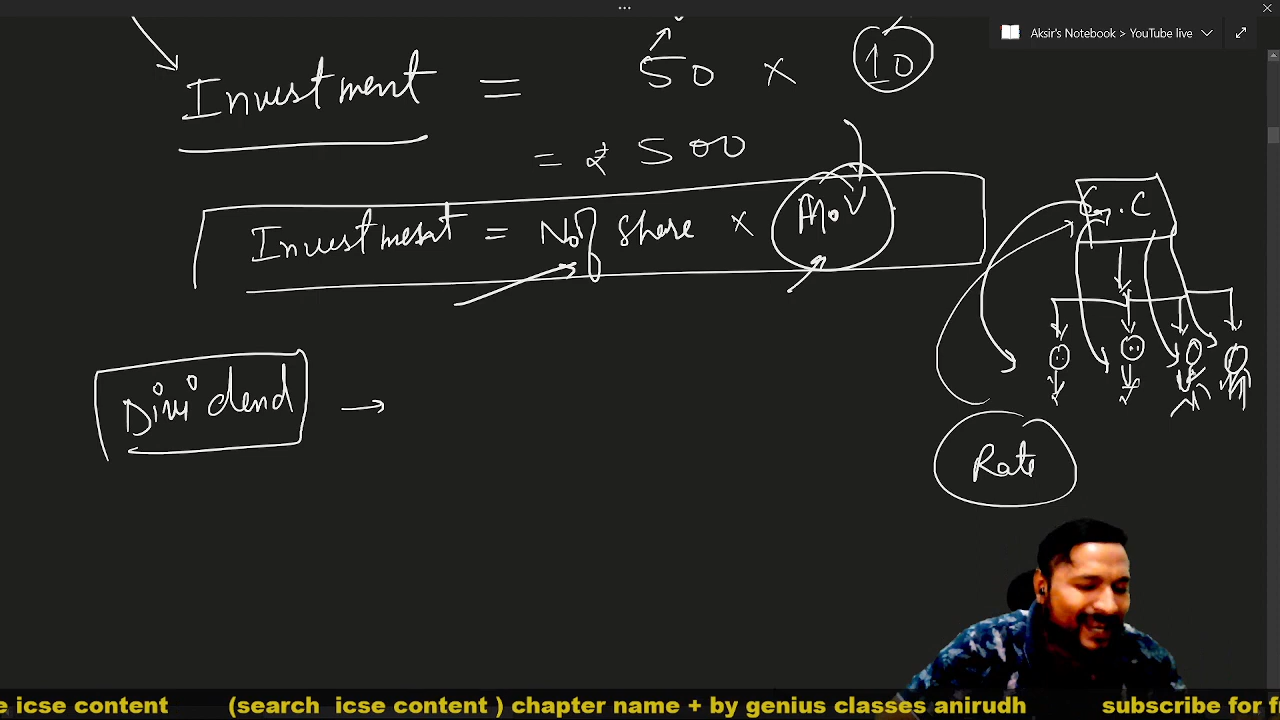 Aksir's Notebook > YouTube live
Investment = 50 × 10
= ₹ 500
Investment = No of Share × M.V
Dividend →
Rate
e icse content (search icse content ) chapter name + by genius classes anirudh subscribe for f